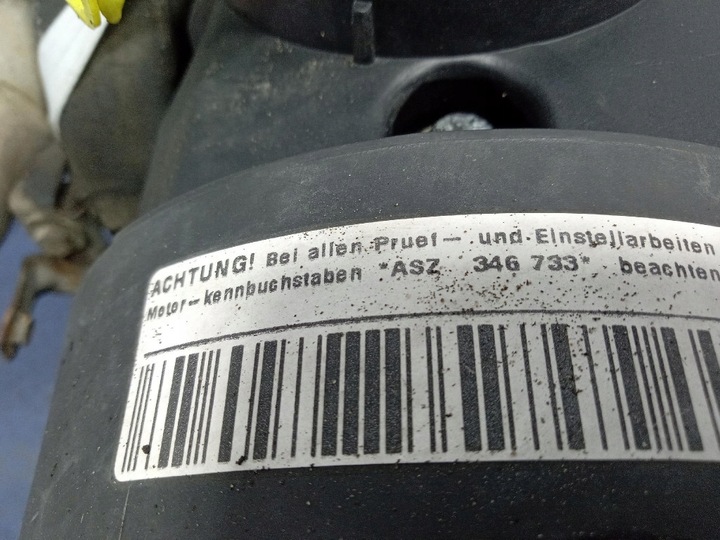 ACHTUNG! Bei allen Pruef- und Einstellarbeiten
Motor-kennbuchstaben *ASZ 346 733* beachten